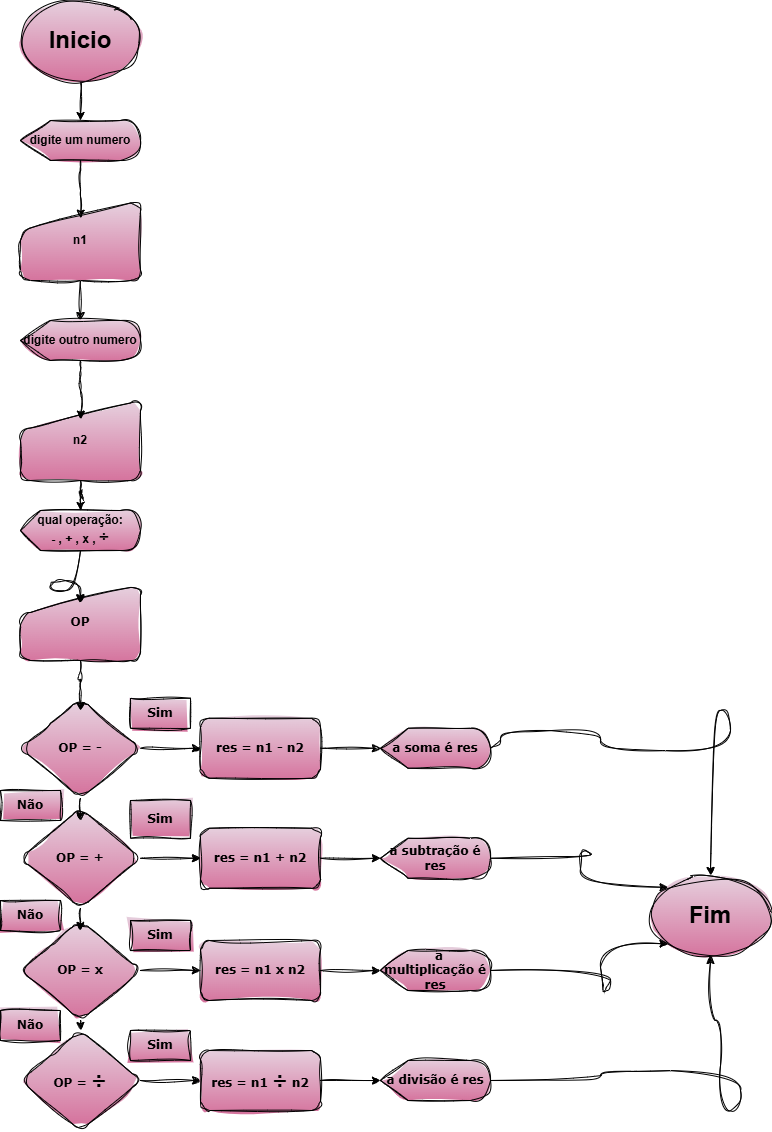 Inicio
digite um numero
n1
digite outro numero
n2
qual operação:
- , + , x , ÷
OP
Sim
OP = -
res = n1 - n2
a soma é res
Não
Sim
OP = +
res = n1 + n2
a subtração é
res
Não
Fim
Sim
OP = x
res = n1 x n2
a
multiplicação é
res
Não
Sim
OP = ÷
res = n1 ÷ n2
a divisão é res